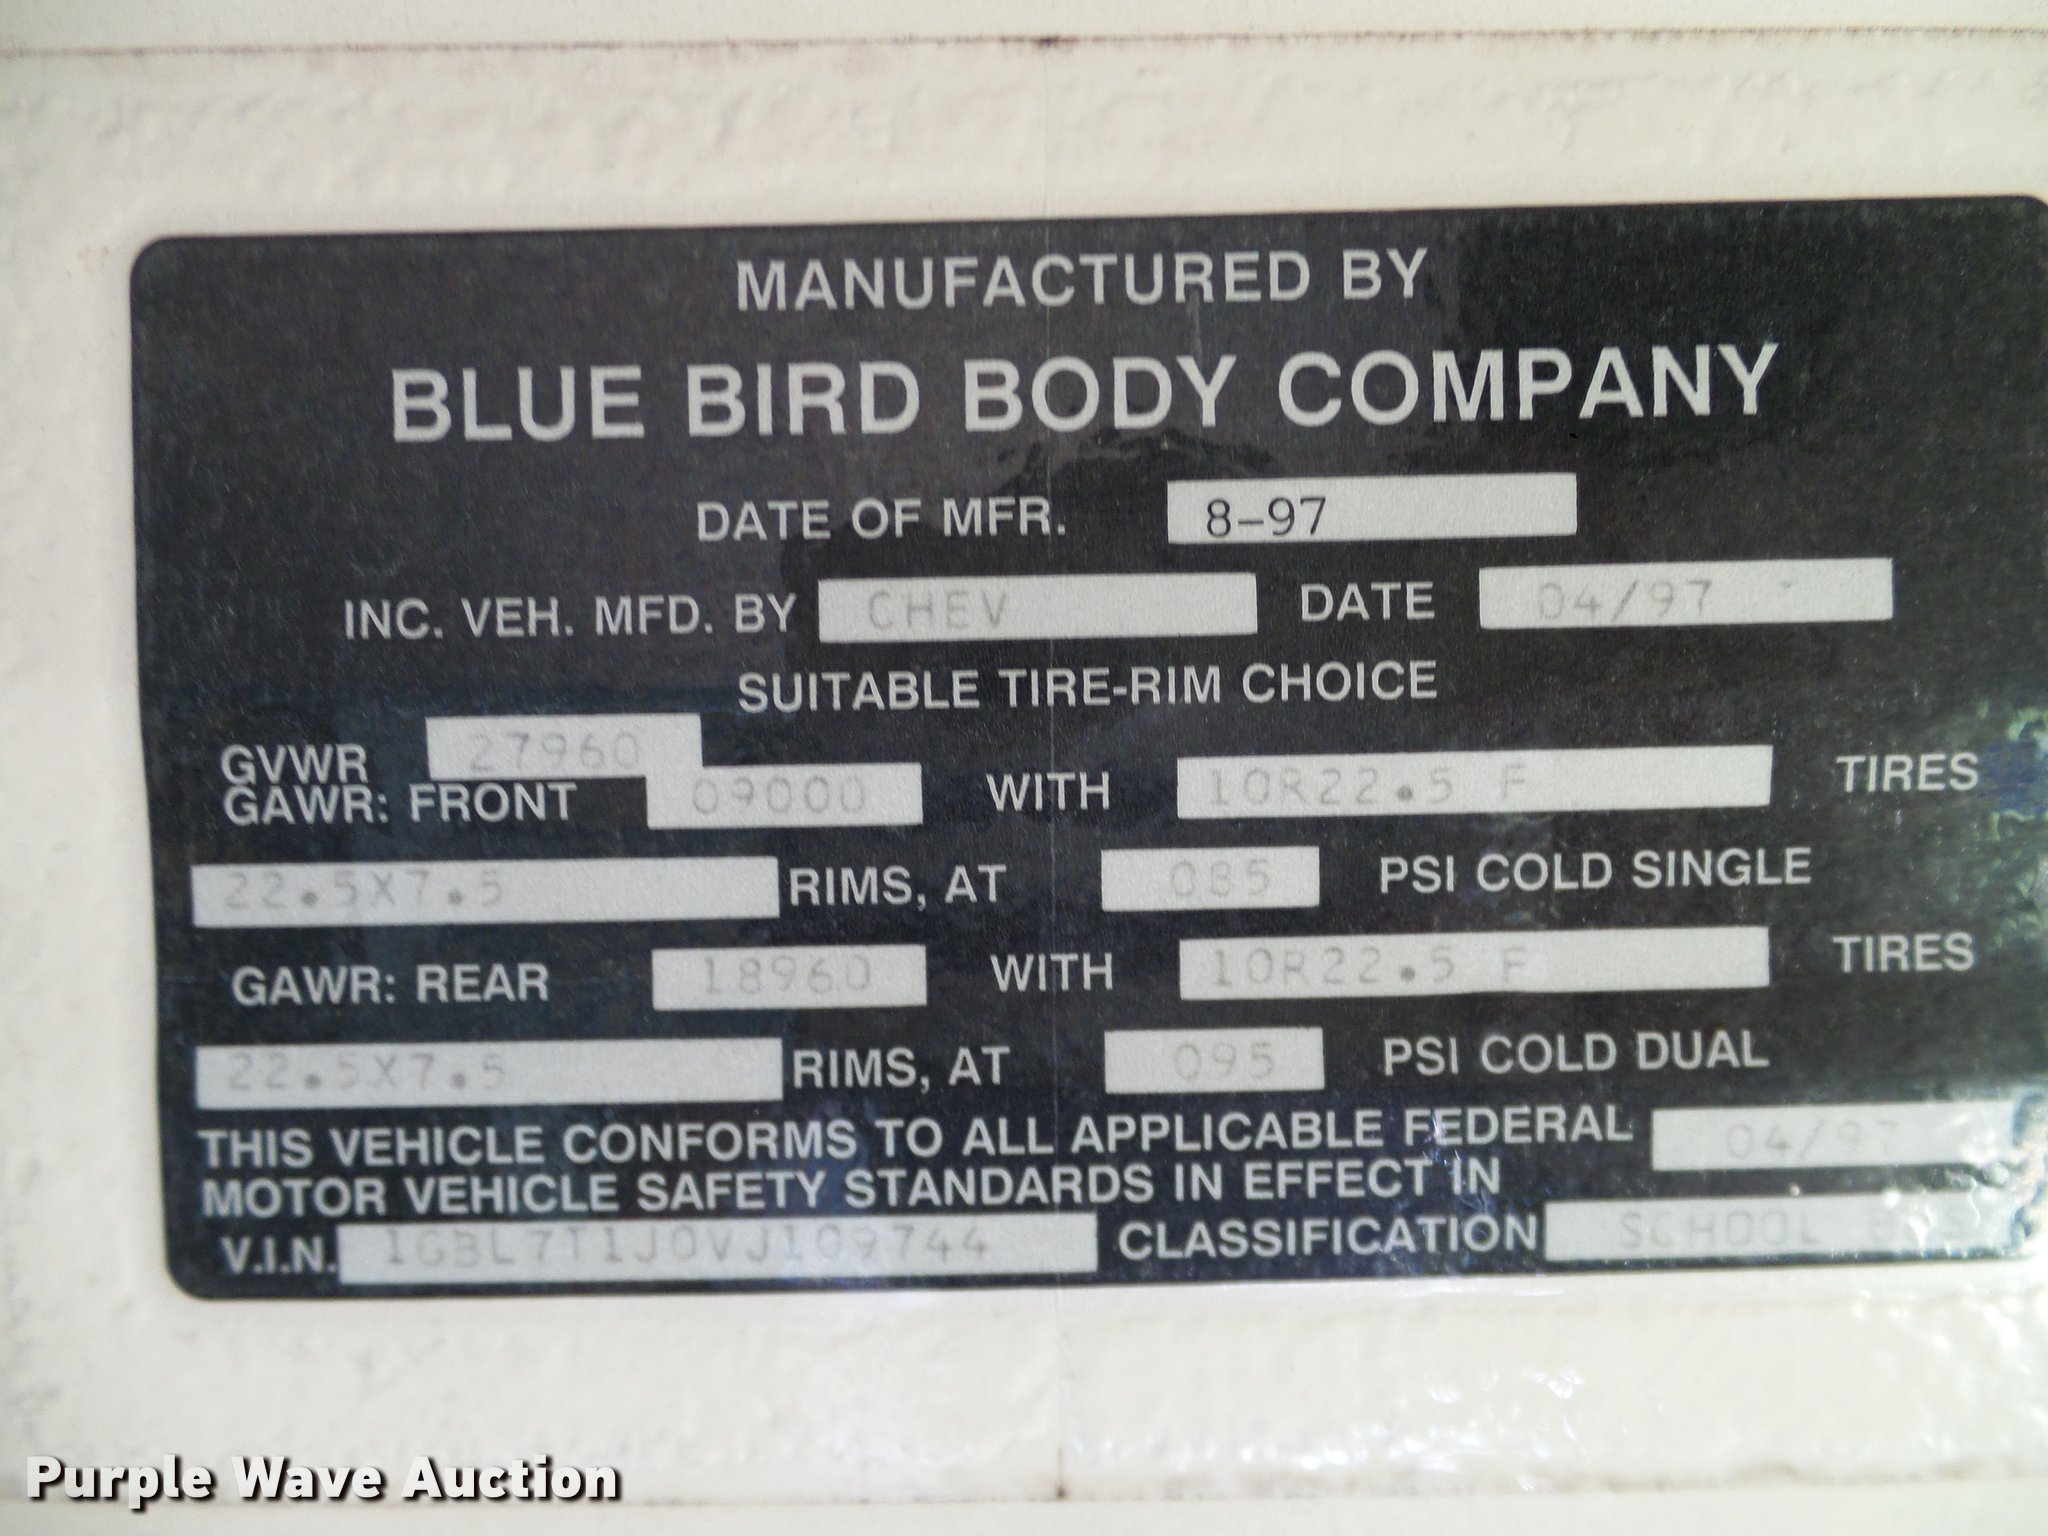 MANUFACTURED BY
BLUE BIRD BODY COMPANY
DATE OF MFR. 8-97
INC. VEH. MFD. BY CHEV DATE 04/97
SUITABLE TIRE-RIM CHOICE
GVWR 27960
GAWR: FRONT 09000 WITH 10R22.5 F TIRES
22.5X7.5 RIMS, AT 085 PSI COLD SINGLE
GAWR: REAR 18960 WITH 10R22.5 F TIRES
22.5X7.5 RIMS, AT 095 PSI COLD DUAL
THIS VEHICLE CONFORMS TO ALL APPLICABLE FEDERAL 04/97
MOTOR VEHICLE SAFETY STANDARDS IN EFFECT IN
V.I.N. 1GBL7T1J0VJ109744 CLASSIFICATION SCHOOL BUS
Purple Wave Auction